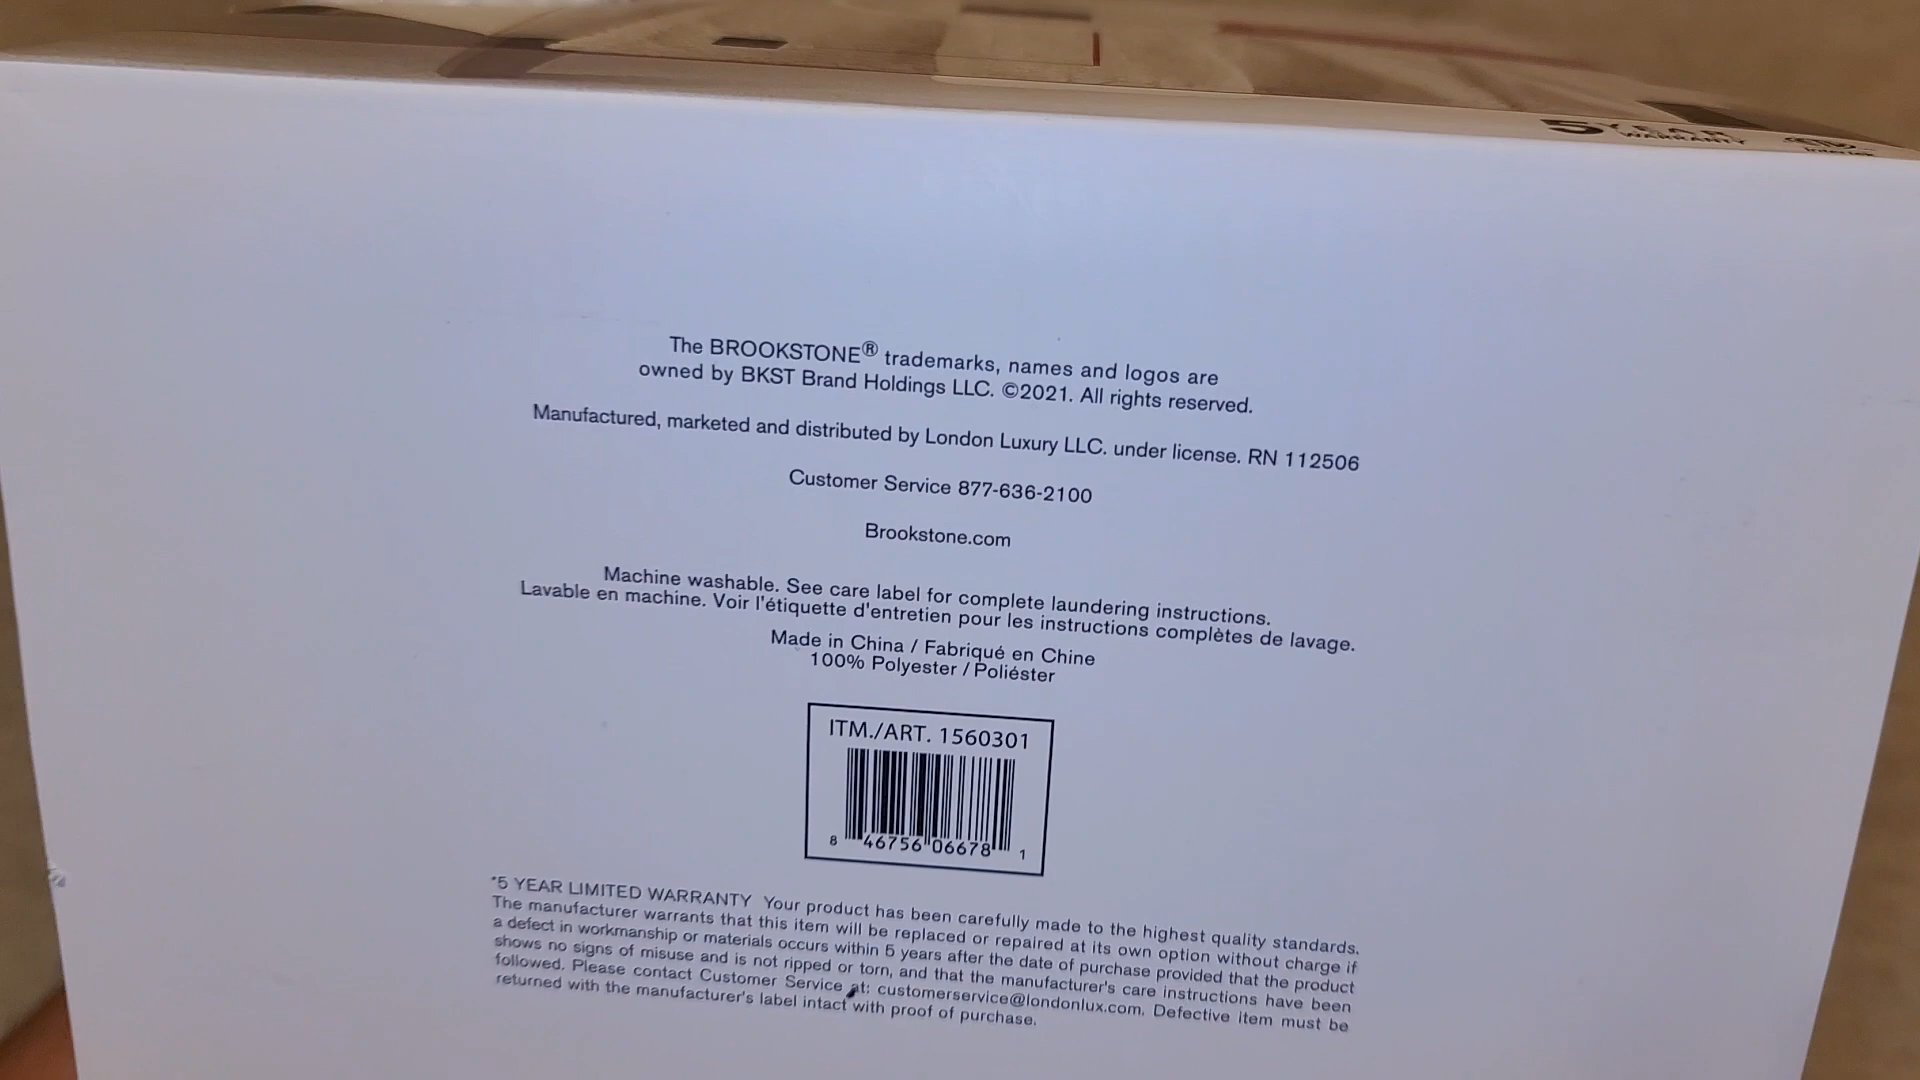 5 YEAR
WARRANTY
The BROOKSTONE® trademarks, names and logos are
owned by BKST Brand Holdings LLC. ©2021. All rights reserved.
Manufactured, marketed and distributed by London Luxury LLC. under license. RN 112506
Customer Service 877-636-2100
Brookstone.com
Machine washable. See care label for complete laundering instructions.
Lavable en machine. Voir l'étiquette d'entretien pour les instructions complètes de lavage.
Made in China / Fabriqué en Chine
100% Polyester / Poliéster
ITM./ART. 1560301
8 46756 06678 1
*5 YEAR LIMITED WARRANTY Your product has been carefully made to the highest quality standards.
The manufacturer warrants that this item will be replaced or repaired at its own option without charge if
a defect in workmanship or materials occurs within 5 years after the date of purchase provided that the product
shows no signs of misuse and is not ripped or torn, and that the manufacturer's care instructions have been
followed. Please contact Customer Service at: customerservice@londonlux.com. Defective item must be
returned with the manufacturer's label intact with proof of purchase.